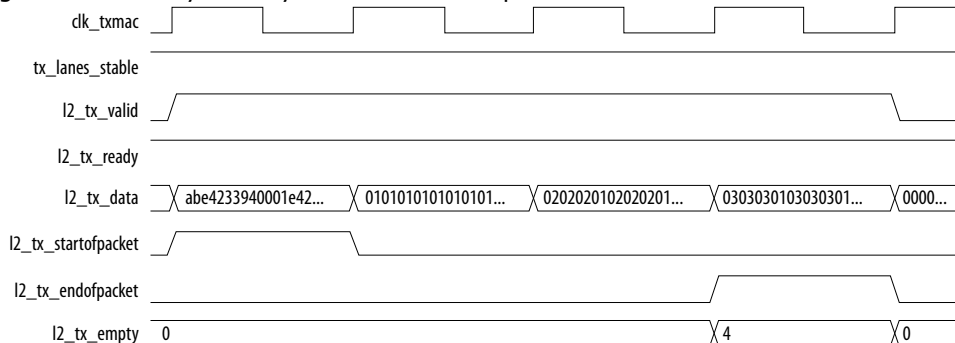 clk_txmac
tx_lanes_stable
l2_tx_valid
l2_tx_ready
l2_tx_data abe4233940001e42... 0101010101010101... 0202020102020201... 0303030103030301... 0000...
l2_tx_startofpacket
l2_tx_endofpacket
l2_tx_empty 0 4 0